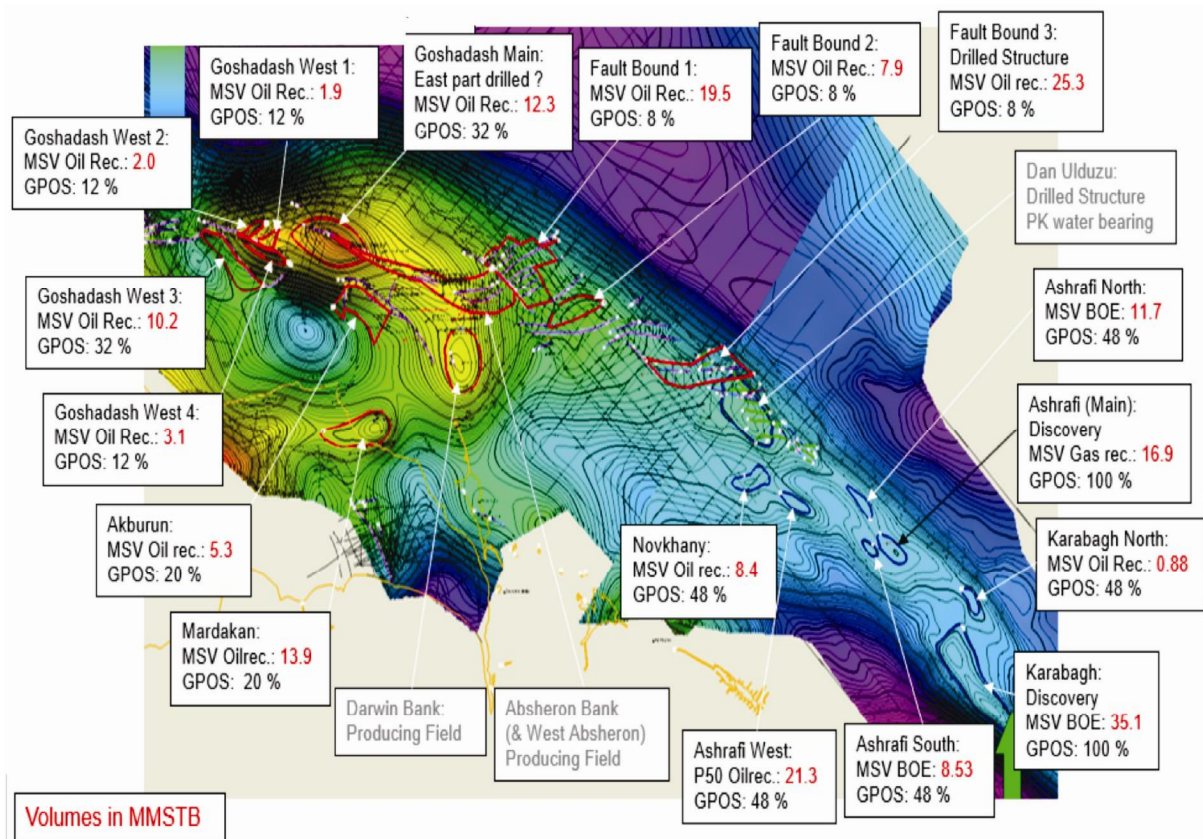 Goshadash West 1:
MSV Oil Rec.: 1.9
GPOS: 12 %
Goshadash Main:
East part drilled ?
MSV Oil Rec.: 12.3
GPOS: 32 %
Fault Bound 1:
MSV Oil Rec.: 19.5
GPOS: 8 %
Fault Bound 2:
MSV Oil Rec.: 7.9
GPOS: 8 %
Fault Bound 3:
Drilled Structure
MSV Oil rec.: 25.3
GPOS: 8 %
Goshadash West 2:
MSV Oil Rec.: 2.0
GPOS: 12 %
Dan Ulduzu:
Drilled Structure
PK water bearing
Goshadash West 3:
MSV Oil Rec.: 10.2
GPOS: 32 %
Ashrafi North:
MSV BOE: 11.7
GPOS: 48 %
Goshadash West 4:
MSV Oil Rec.: 3.1
GPOS: 12 %
Ashrafi (Main):
Discovery
MSV Gas rec.: 16.9
GPOS: 100 %
Akburun:
MSV Oil rec.: 5.3
GPOS: 20 %
Novkhany:
MSV Oil rec.: 8.4
GPOS: 48 %
Karabagh North:
MSV Oil Rec.: 0.88
GPOS: 48 %
Mardakan:
MSV Oilrec.: 13.9
GPOS: 20 %
Darwin Bank:
Producing Field
Absheron Bank
(& West Absheron)
Producing Field
Ashrafi West:
P50 Oilrec.: 21.3
GPOS: 48 %
Ashrafi South:
MSV BOE: 8.53
GPOS: 48 %
Karabagh:
Discovery
MSV BOE: 35.1
GPOS: 100 %
Volumes in MMSTB